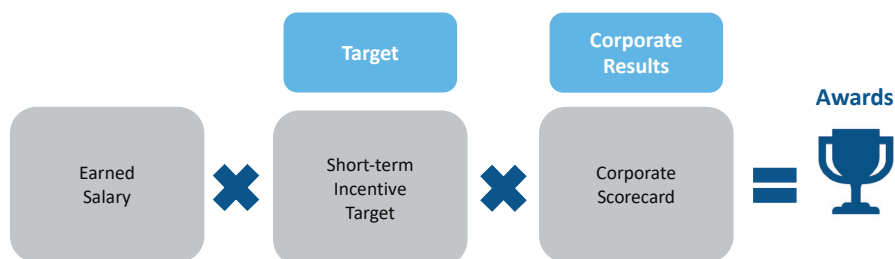 Target
Corporate
Results
Awards
Earned
Salary
Short-term
Incentive
Target
Corporate
Scorecard